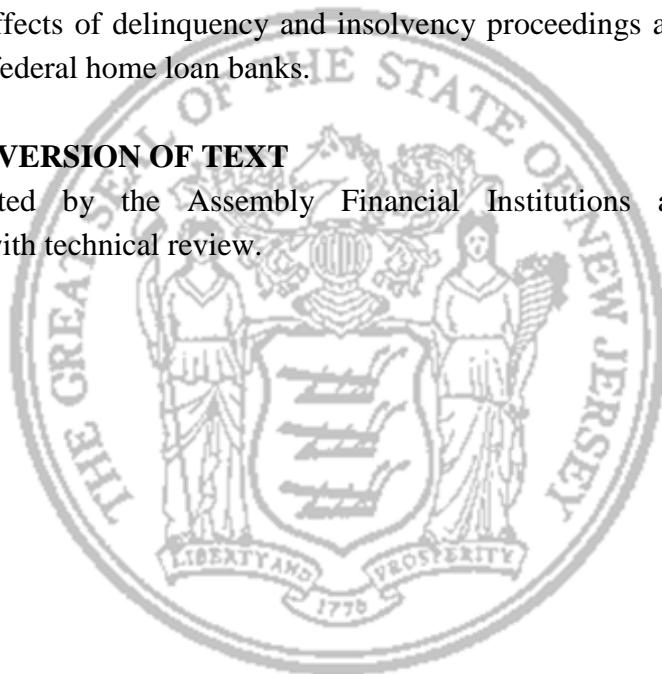 ffects of delinquency and insolvency proceedings a
federal home loan banks.
VERSION OF TEXT
ted by the Assembly Financial Institutions a
with technical review.
THE GREAT SEAL OF THE STATE OF NEW JERSEY
LIBERTY AND PROSPERITY
1776